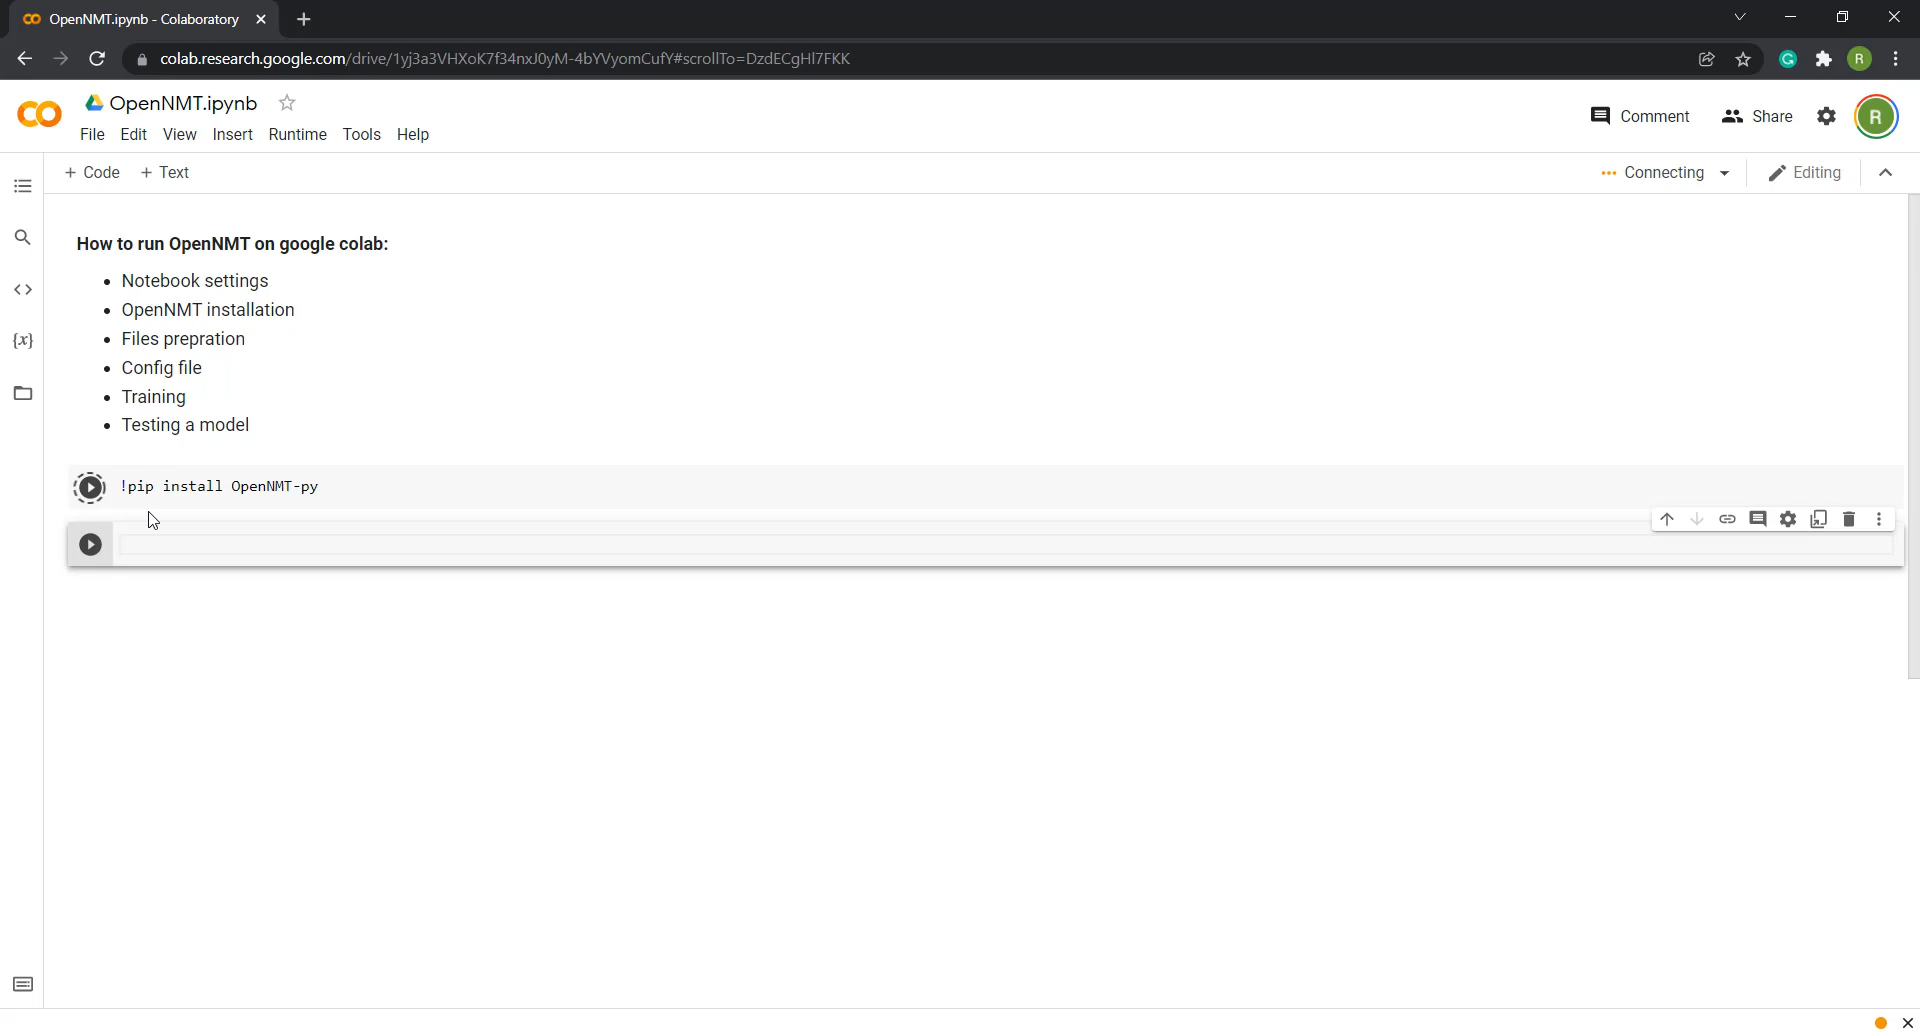 OpenNMT.ipynb - Colaboratory
colab.research.google.com/drive/1yj3a3VHXoK7f34nxJ0yM-4bYVyomCufY#scrollTo=DzdECgHl7FKK
R
OpenNMT.ipynb
Comment
Share
R
File Edit View Insert Runtime Tools Help
+ Code + Text
Connecting
Editing
How to run OpenNMT on google colab:
Notebook settings
OpenNMT installation
Files prepration
Config file
Training
Testing a model
!pip install OpenNMT-py